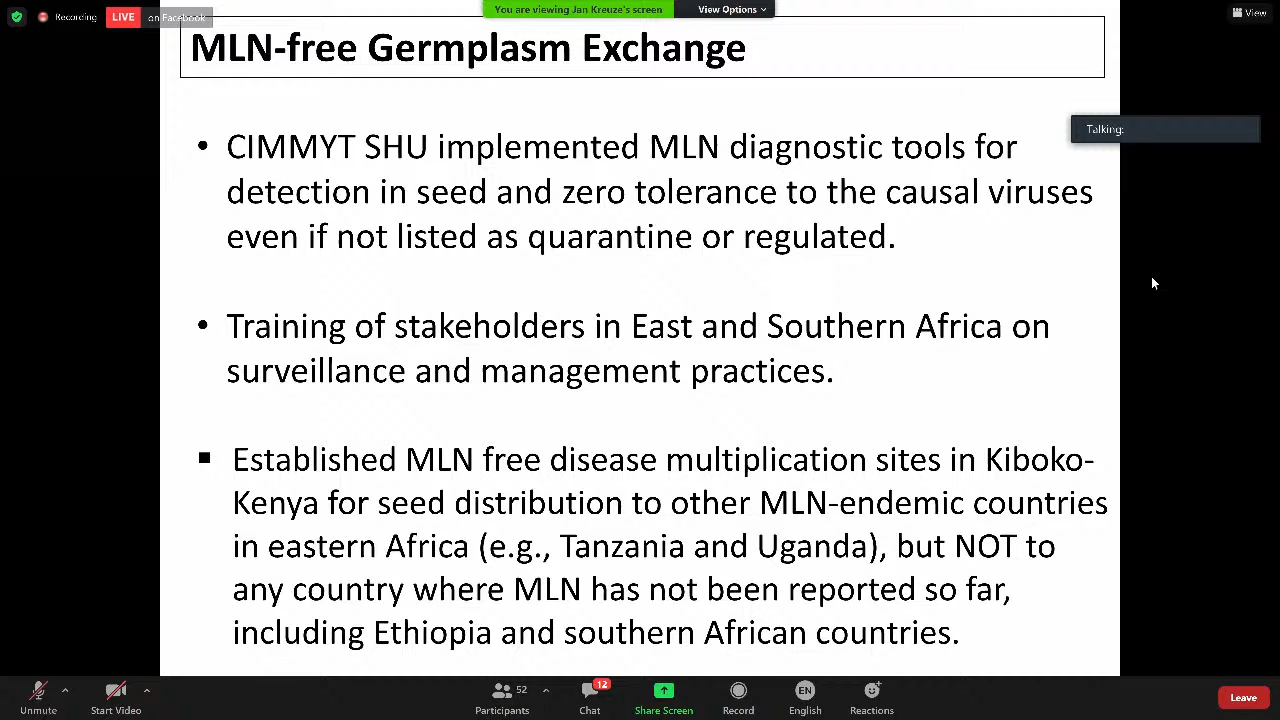 Recording
LIVE
on Facebook
You are viewing Jan Kreuze's screen
View Options
View
MLN-free Germplasm Exchange
Talking:
• CIMMYT SHU implemented MLN diagnostic tools for
detection in seed and zero tolerance to the causal viruses
even if not listed as quarantine or regulated.
• Training of stakeholders in East and Southern Africa on
surveillance and management practices.
▪ Established MLN free disease multiplication sites in Kiboko-
Kenya for seed distribution to other MLN-endemic countries
in eastern Africa (e.g., Tanzania and Uganda), but NOT to
any country where MLN has not been reported so far,
including Ethiopia and southern African countries.
Unmute
Start Video
52
Participants
12
Chat
Share Screen
Record
EN
English
Reactions
Leave